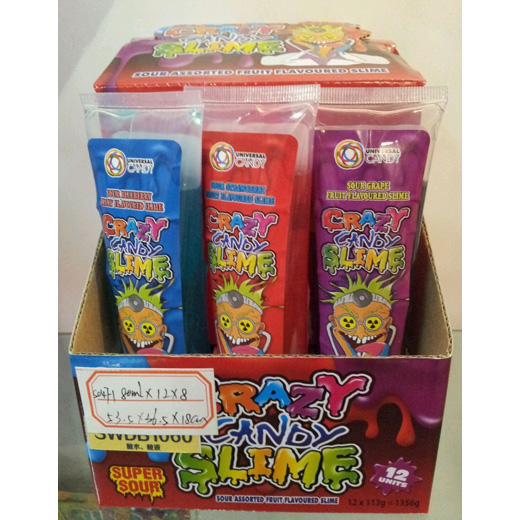 CRAZY
CANDY
SLIME
SOUR ASSORTED FRUIT FLAVOURED SLIME
UNIVERSAL
CANDY
SOUR BLUEBERRY
FRUIT FLAVOURED SLIME
CRAZY
CANDY
SLIME
UNIVERSAL
CANDY
SOUR STRAWBERRY
FRUIT FLAVOURED SLIME
CRAZY
CANDY
SLIME
UNIVERSAL
CANDY
SOUR GRAPE
FRUIT FLAVOURED SLIME
CRAZY
CANDY
SLIME
80ml×12×8
53.5×36.5×18cm
SWDB1060
SUPER
SOUR
CRAZY
CANDY
SLIME
SOUR ASSORTED FRUIT FLAVOURED SLIME
12
UNITS
12 x 113g = 1356g